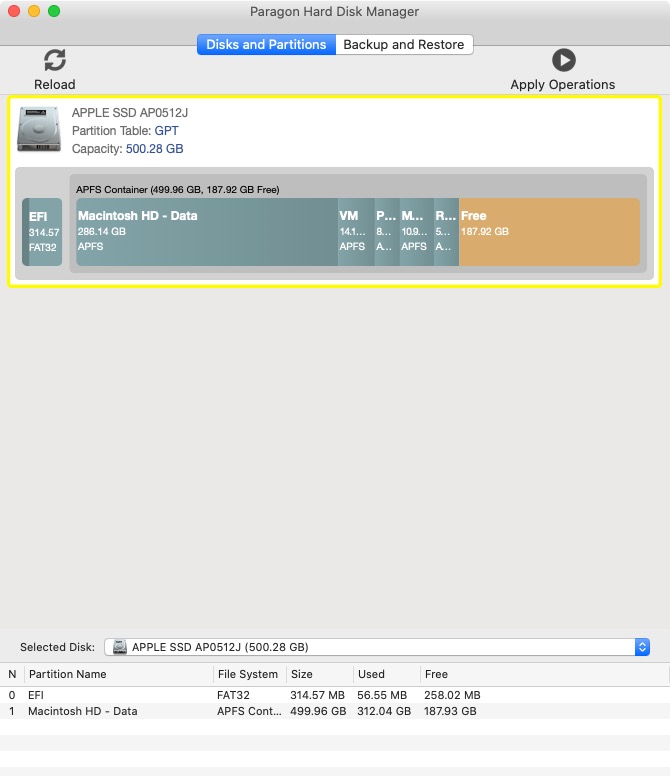 Paragon Hard Disk Manager
Disks and Partitions Backup and Restore
Reload Apply Operations
APPLE SSD AP0512J
Partition Table: GPT
Capacity: 500.28 GB
APFS Container (499.96 GB, 187.92 GB Free)
EFI Macintosh HD - Data VM P... M... R... Free
314.57 286.14 GB 14.1... 8... 10.9... 5... 187.92 GB
FAT32 APFS APFS A... APFS A...
Selected Disk: APPLE SSD AP0512J (500.28 GB)
N Partition Name File System Size Used Free
0 EFI FAT32 314.57 MB 56.55 MB 258.02 MB
1 Macintosh HD - Data APFS Cont... 499.96 GB 312.04 GB 187.93 GB